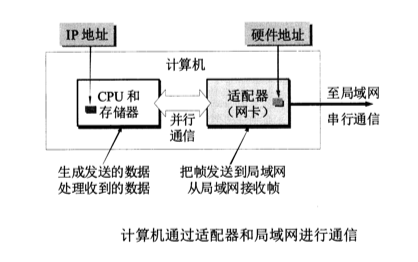 IP 地址
硬件地址
计算机
CPU 和
存储器
并行
通信
适配器
（网卡）
至局域网
串行通信
生成发送的数据
处理收到的数据
把帧发送到局域网
从局域网接收帧
计算机通过适配器和局域网进行通信